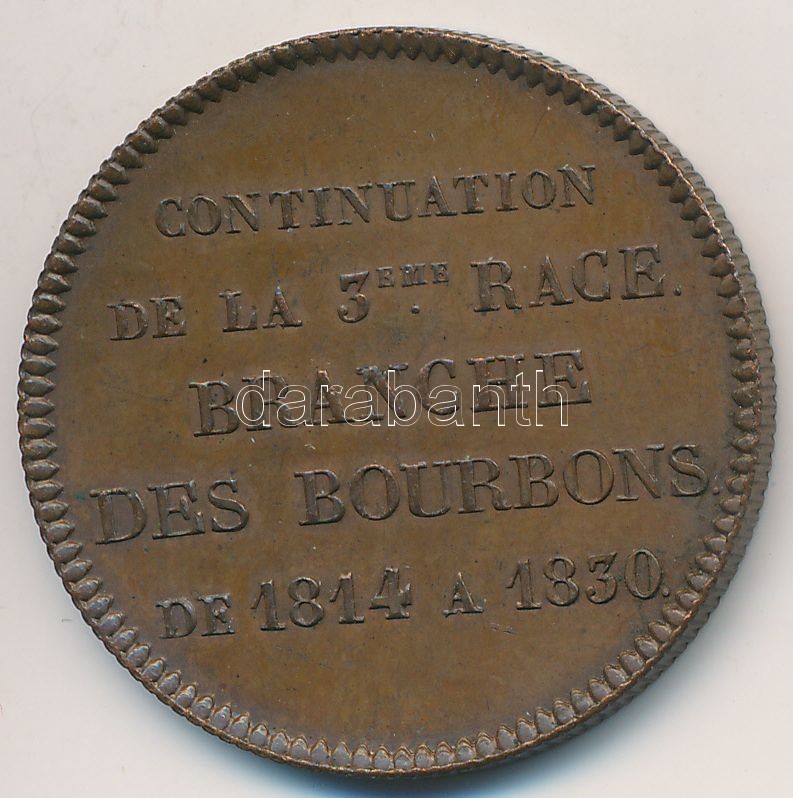 CONTINUATION
DE LA 3EME. RACE.
BRANCHE
darabanth
DES BOURBONS.
DE 1814 A 1830.